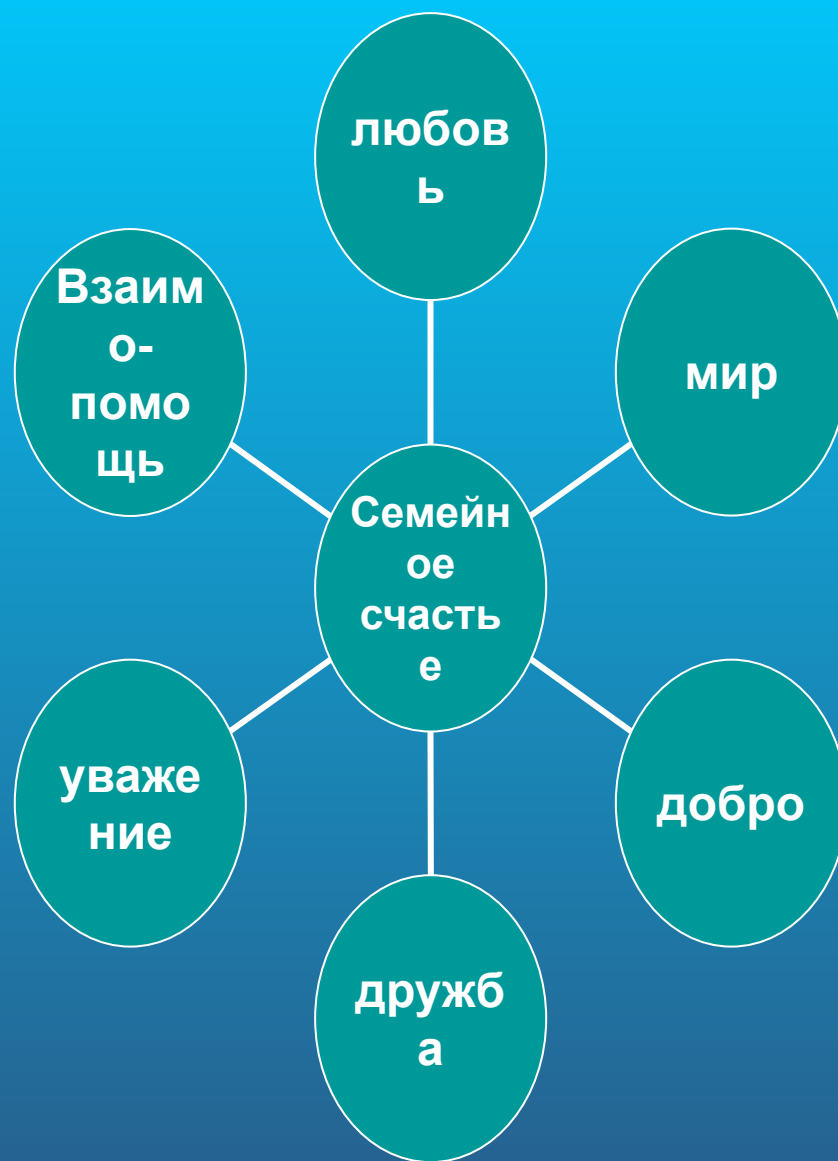 любов
ь
мир
добро
дружб
а
уваже
ние
Взаим
о-
помо
щь
Семейн
ое
счасть
е